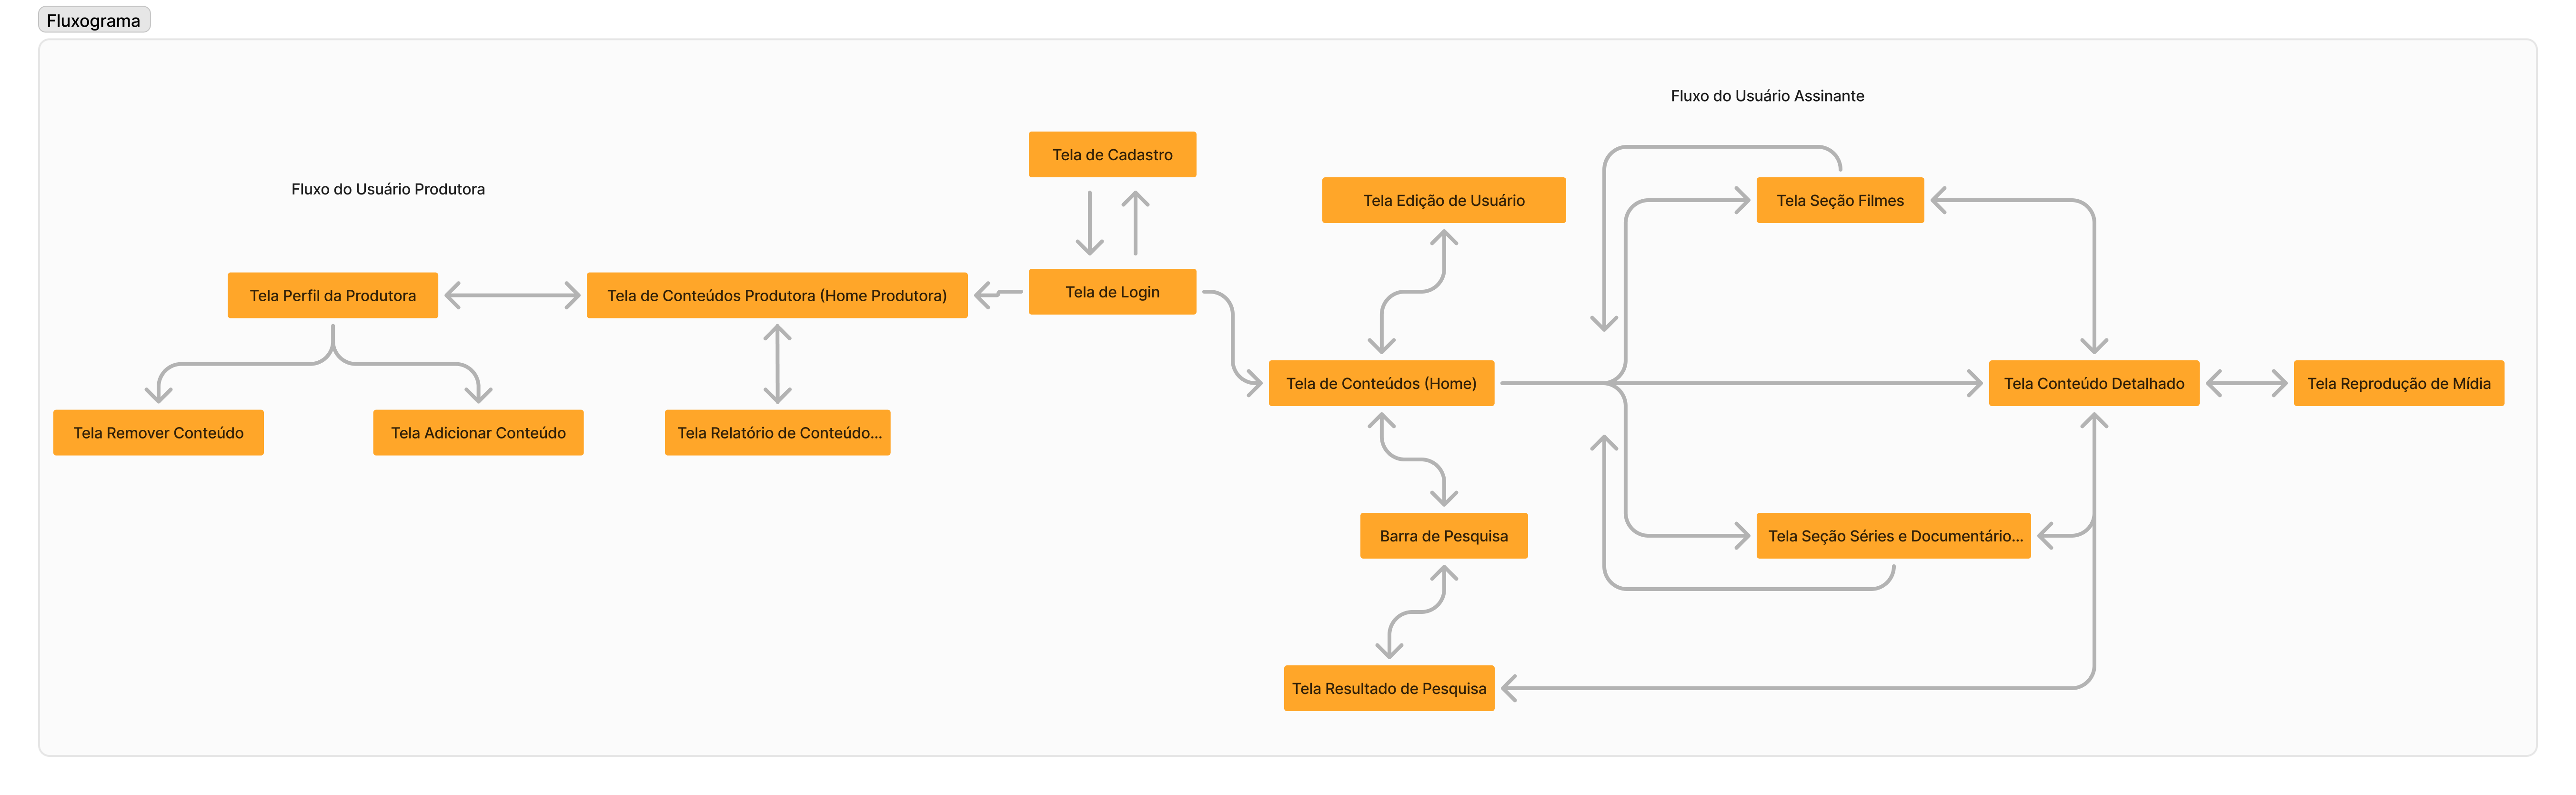 Fluxograma
Fluxo do Usuário Assinante
Tela de Cadastro
Fluxo do Usuário Produtora
Tela Edição de Usuário
Tela Seção Filmes
Tela Perfil da Produtora
Tela de Conteúdos Produtora (Home Produtora)
Tela de Login
Tela de Conteúdos (Home)
Tela Conteúdo Detalhado
Tela Reprodução de Mídia
Tela Remover Conteúdo
Tela Adicionar Conteúdo
Tela Relatório de Conteúdo...
Barra de Pesquisa
Tela Seção Séries e Documentário...
Tela Resultado de Pesquisa